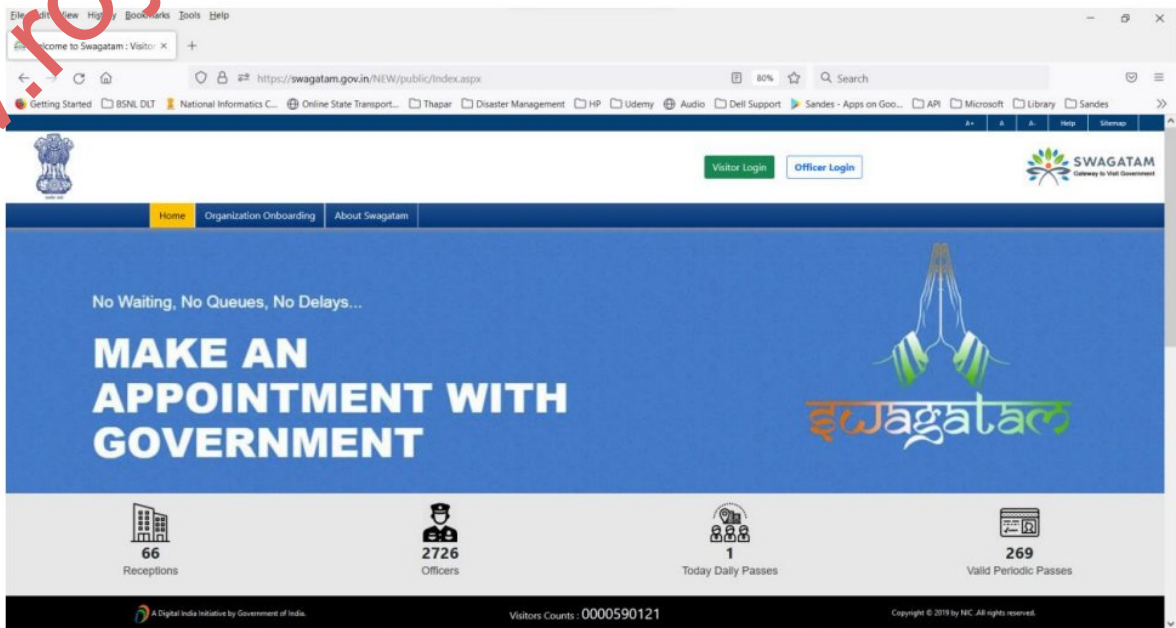 File Edit View History Bookmarks Tools Help
Welcome to Swagatam : Visitor × +
https://swagatam.gov.in/NEW/public/Index.aspx 80% Search
Getting Started BSNL DLT National Informatics C... Online State Transport... Thapar Disaster Management HP Udemy Audio Dell Support Sandes - Apps on Goo... API Microsoft Library Sandes
A+ A A- Help Sitemap
Visitor Login Officer Login
SWAGATAM
Gateway to Visit Government
Home Organization Onboarding About Swagatam
No Waiting, No Queues, No Delays...
MAKE AN
APPOINTMENT WITH
GOVERNMENT
swagatam
66 2726 1 269
Receptions Officers Today Daily Passes Valid Periodic Passes
A Digital India Initiative by Government of India. Visitors Counts : 0000590121 Copyright © 2019 by NIC .All rights reserved.